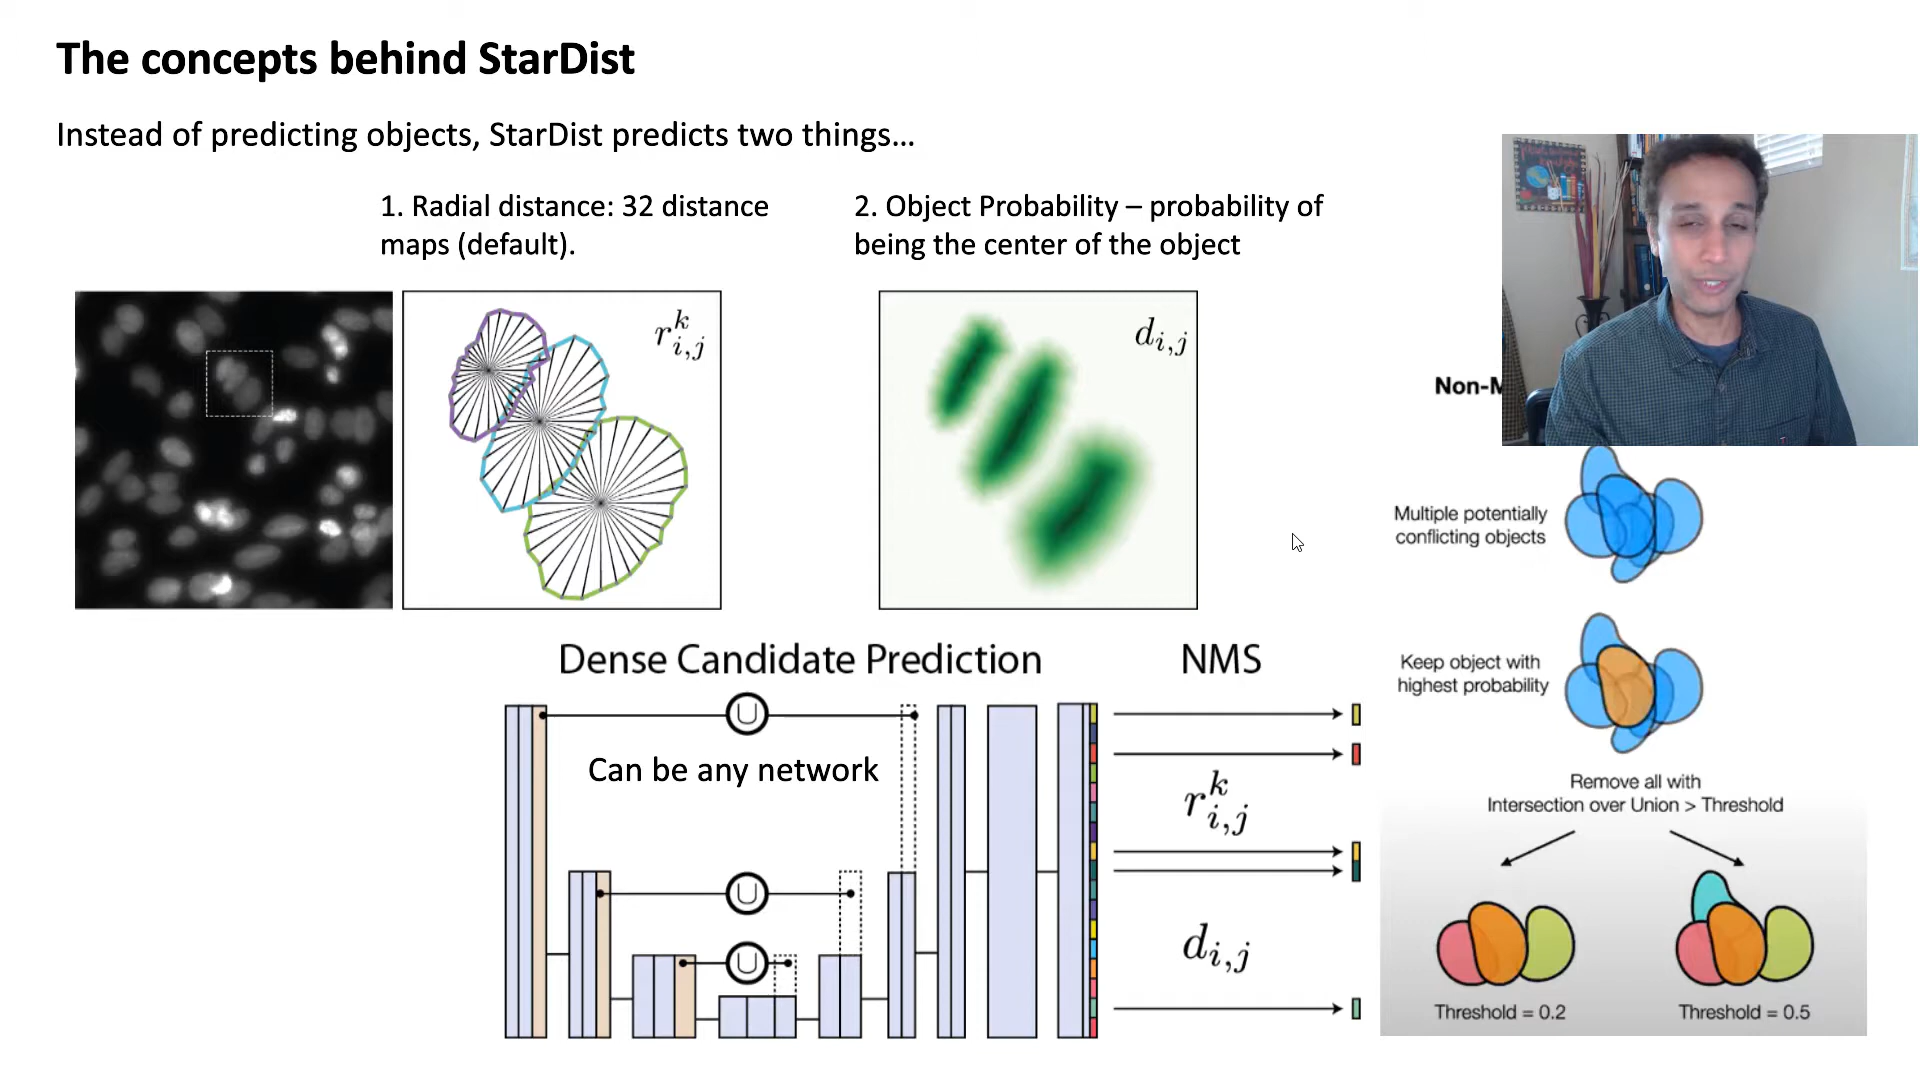 The concepts behind StarDist
Instead of predicting objects, StarDist predicts two things…
1. Radial distance: 32 distance
maps (default).
2. Object Probability – probability of
being the center of the object
r^k_{i,j}
d_{i,j}
Non-M
Multiple potentially
conflicting objects
Keep object with
highest probability
Remove all with
Intersection over Union > Threshold
Threshold = 0.2
Threshold = 0.5
Dense Candidate Prediction
NMS
Can be any network
r^k_{i,j}
d_{i,j}